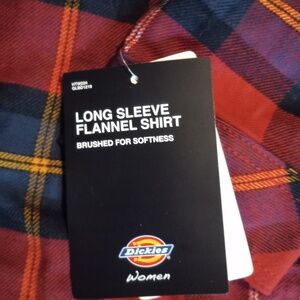 LONG SLEEVE
FLANNEL SHIRT
BRUSHED FOR SOFTNESS
Dickies
Women